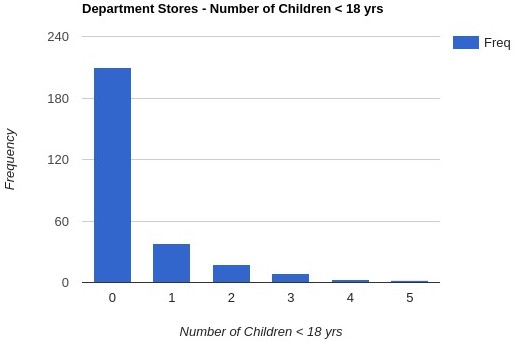 Department Stores - Number of Children < 18 yrs
240
180
120
60
0
Frequency
0 1 2 3 4 5
Number of Children < 18 yrs
Freq